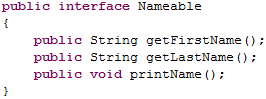 public interface Nameable
{
    public String getFirstName();
    public String getLastName();
    public void printName();
}